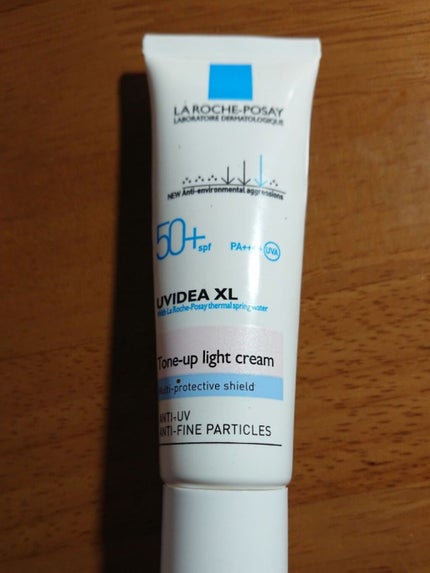 LA ROCHE-POSAY
LABORATOIRE DERMATOLOGIQUE
NEW Anti-environmental aggressions
50+ spf PA++++ UVA
UVIDEA XL
With La Roche-Posay thermal spring water
Tone-up light cream
Multi-protective shield
ANTI-UV
ANTI-FINE PARTICLES